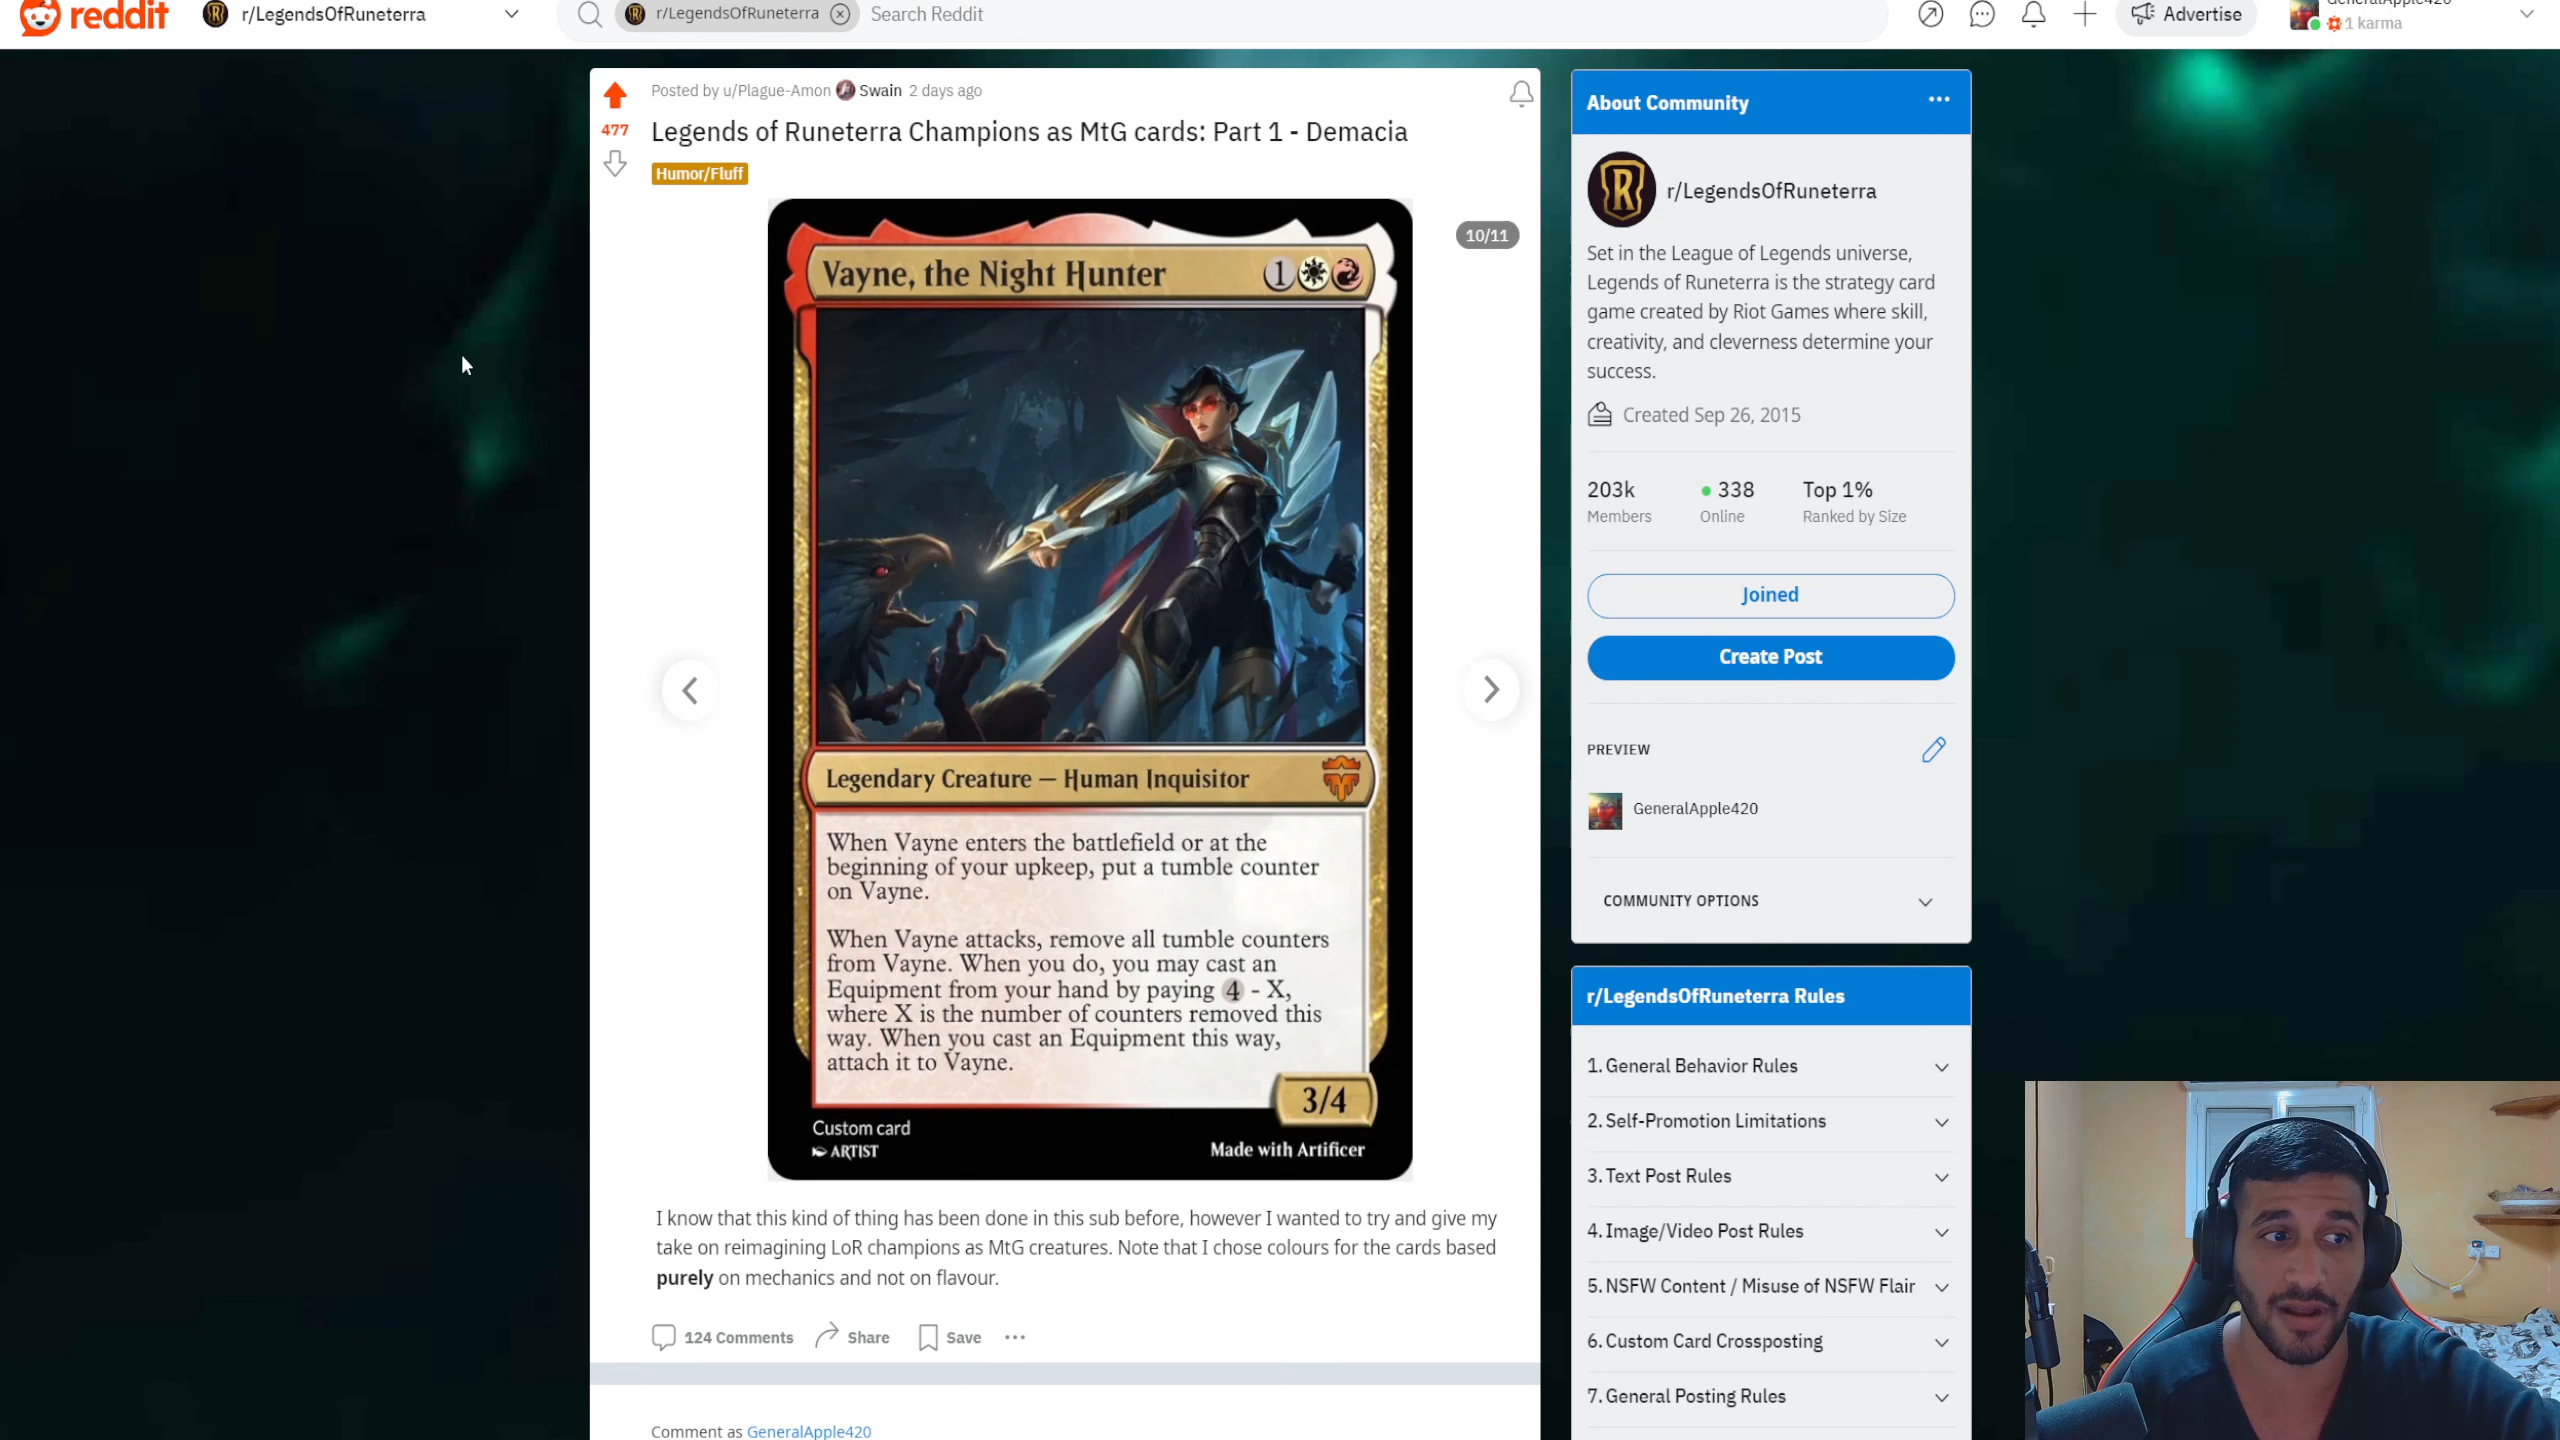 reddit
r/LegendsOfRuneterra
r/LegendsOfRuneterra
Search Reddit
Advertise
GeneralApple420
1 karma
477
Posted by u/Plague-Amon Swain 2 days ago
Legends of Runeterra Champions as MtG cards: Part 1 - Demacia
Humor/Fluff
10/11
Vayne, the Night Hunter 1
Legendary Creature — Human Inquisitor
When Vayne enters the battlefield or at the
beginning of your upkeep, put a tumble counter
on Vayne.
When Vayne attacks, remove all tumble counters
from Vayne. When you do, you may cast an
Equipment from your hand by paying 4 - X,
where X is the number of counters removed this
way. When you cast an Equipment this way,
attach it to Vayne.
3/4
Custom card
ARTIST
Made with Artificer
I know that this kind of thing has been done in this sub before, however I wanted to try and give my
take on reimagining LoR champions as MtG creatures. Note that I chose colours for the cards based
purely on mechanics and not on flavour.
124 Comments Share Save
Comment as GeneralApple420
About Community
r/LegendsOfRuneterra
Set in the League of Legends universe,
Legends of Runeterra is the strategy card
game created by Riot Games where skill,
creativity, and cleverness determine your
success.
Created Sep 26, 2015
203k 338 Top 1%
Members Online Ranked by Size
Joined
Create Post
PREVIEW
GeneralApple420
COMMUNITY OPTIONS
r/LegendsOfRuneterra Rules
1. General Behavior Rules
2. Self-Promotion Limitations
3. Text Post Rules
4. Image/Video Post Rules
5. NSFW Content / Misuse of NSFW Flair
6. Custom Card Crossposting
7. General Posting Rules